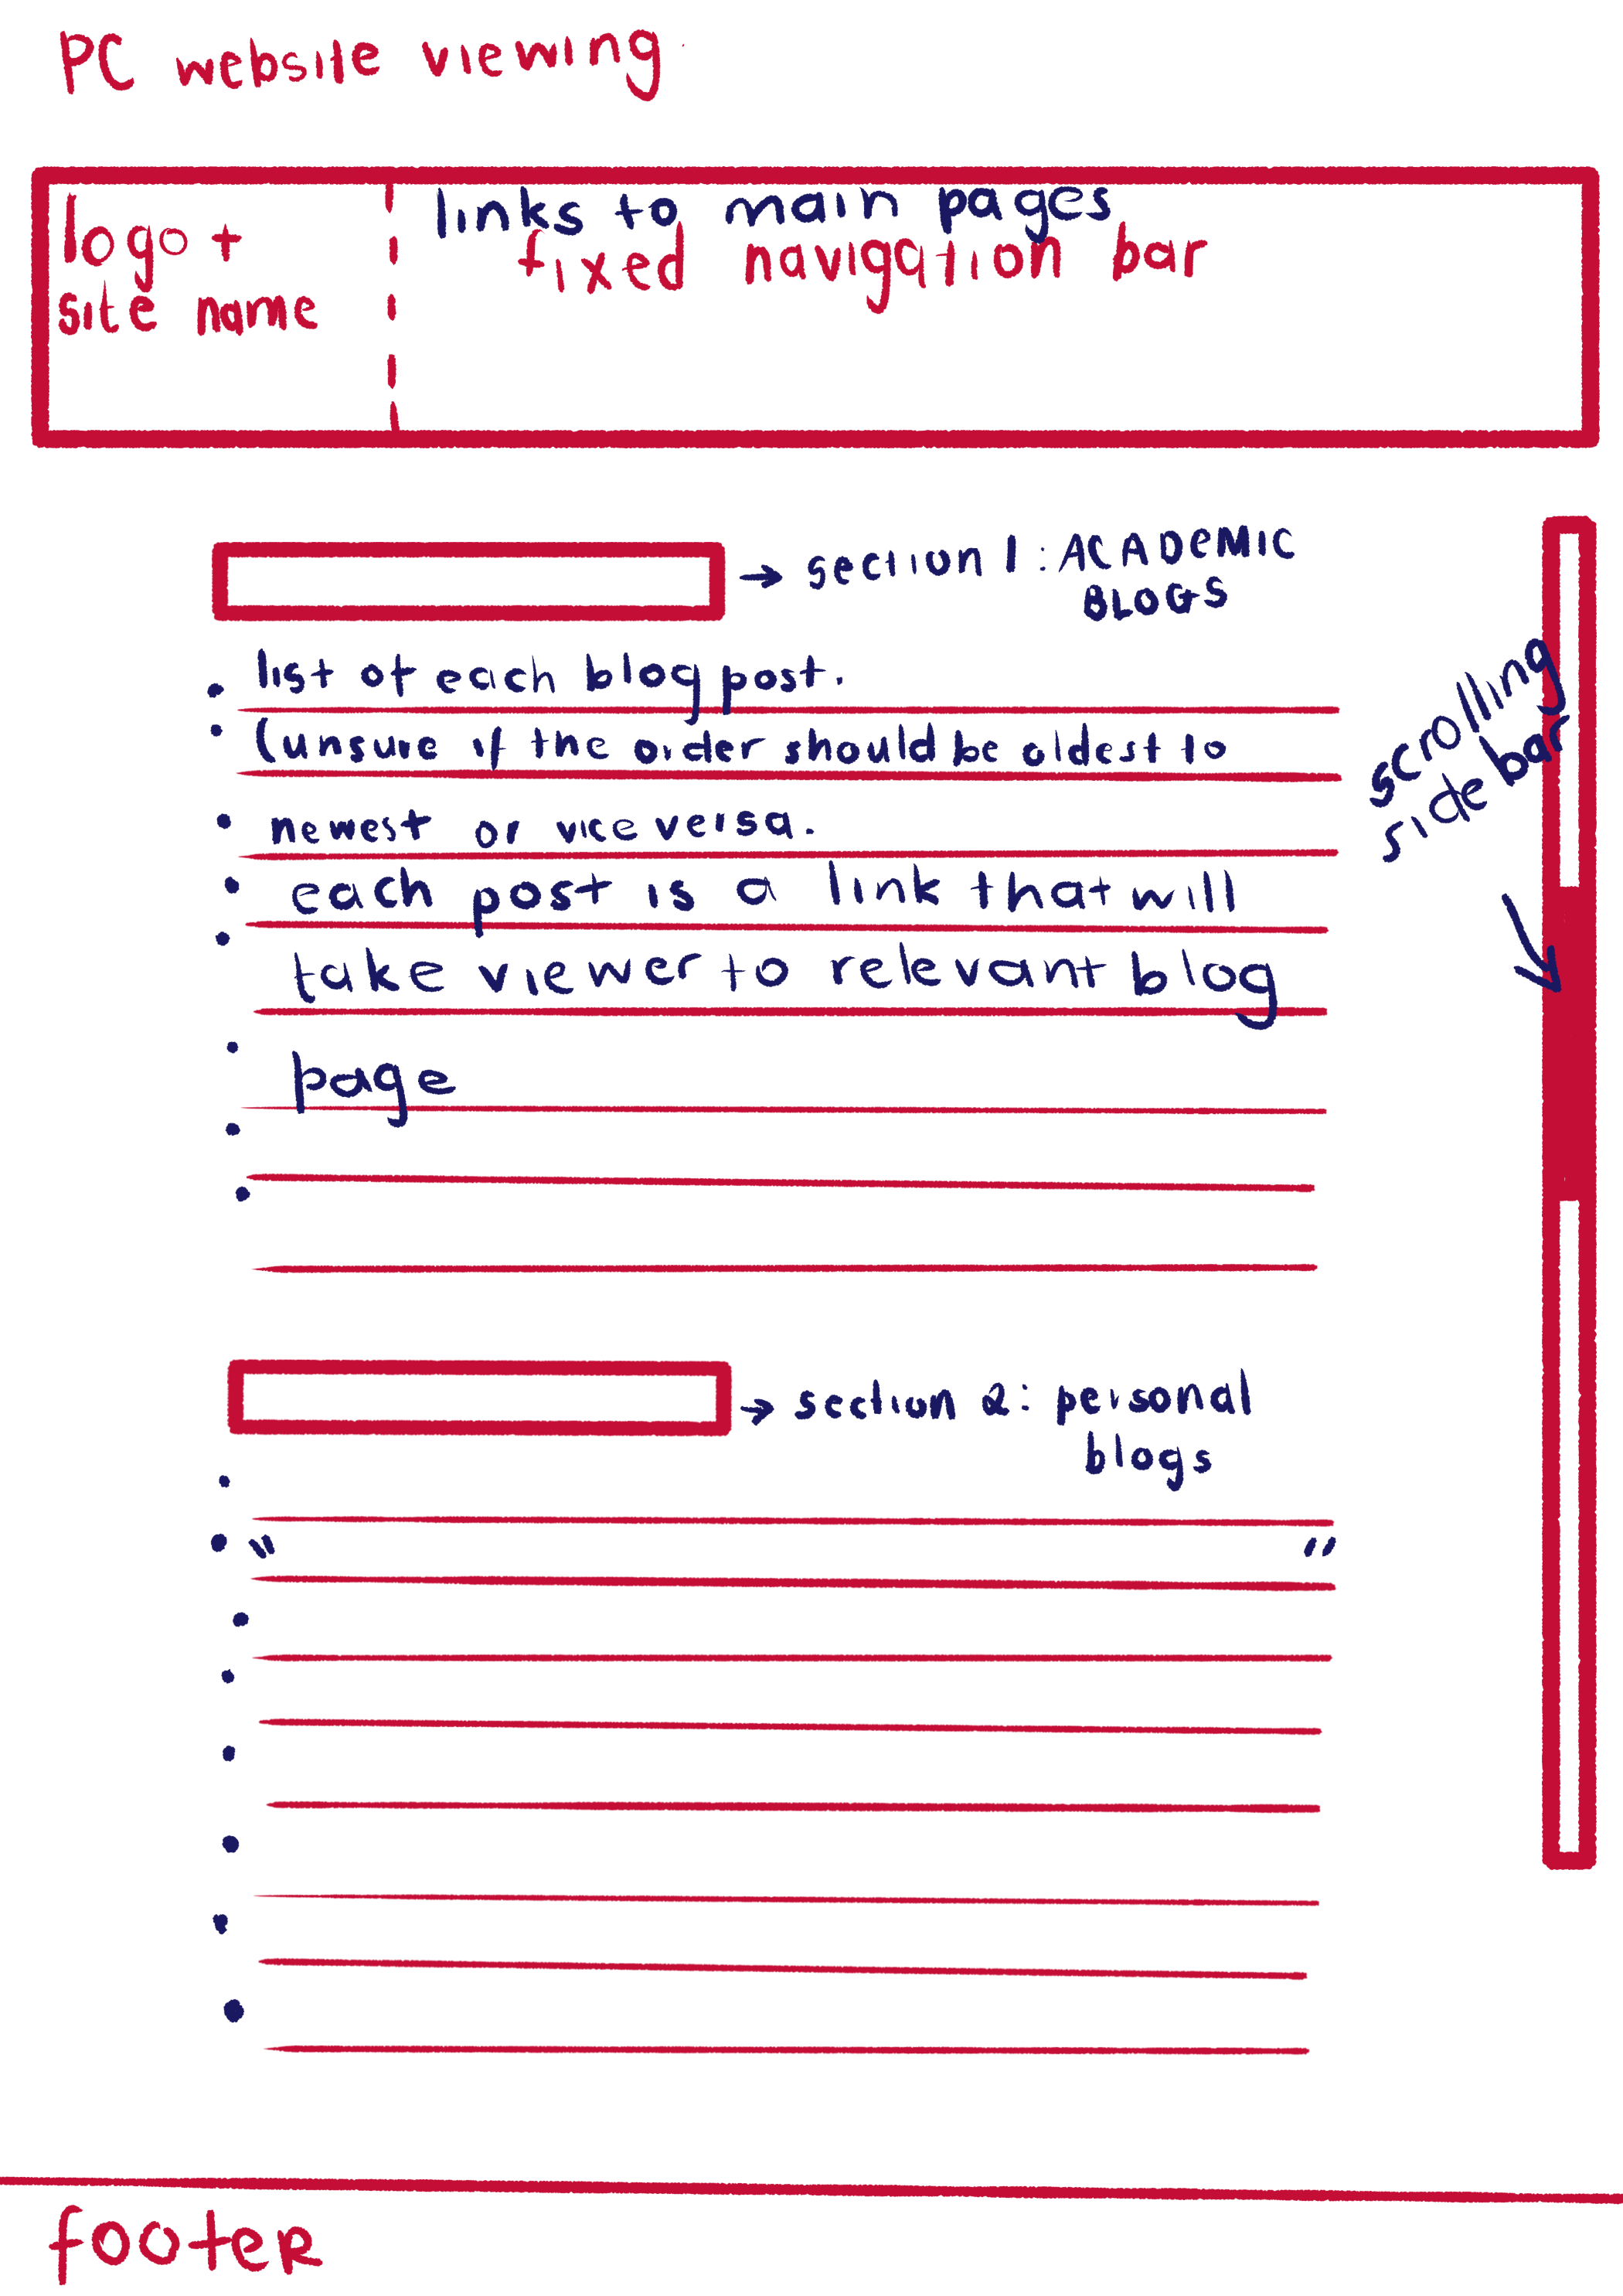 PC website viewing
logo +
site name
links to main pages
fixed navigation bar
→ section 1: ACADEMIC
BLOGS
• list of each blog post.
• (unsure if the order should be oldest to
• newest or vice versa.
• each post is a link that will
• take viewer to relevant blog
• page
scrolling
side bar
→ section 2: personal
blogs
" "
footer